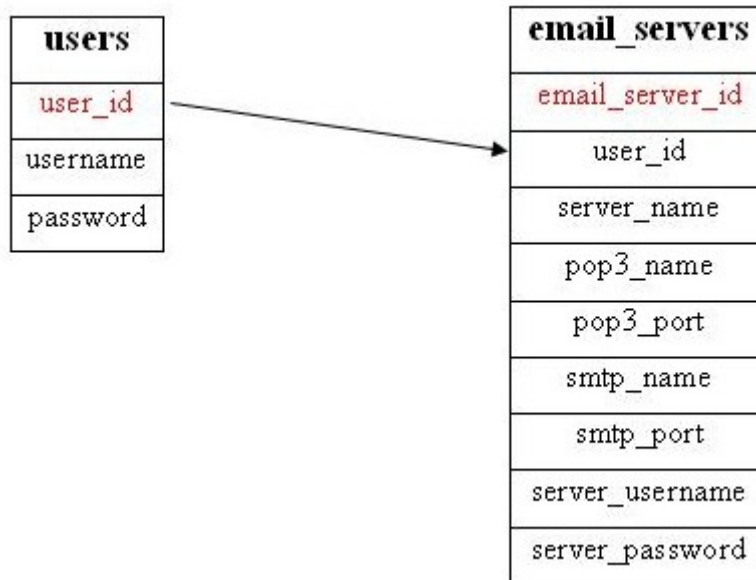 users
user_id
username
password
email_servers
email_server_id
user_id
server_name
pop3_name
pop3_port
smtp_name
smtp_port
server_username
server_password